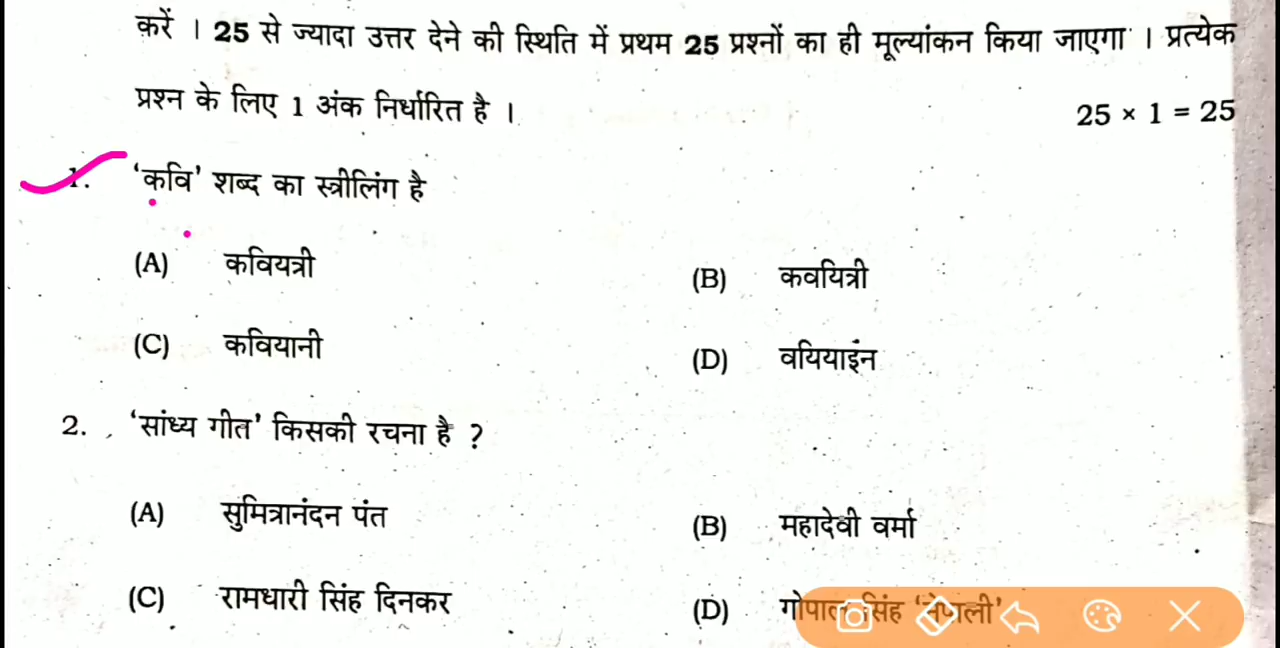 करें । 25 से ज्यादा उत्तर देने की स्थिति में प्रथम 25 प्रश्नों का ही मूल्यांकन किया जाएगा । प्रत्येक
प्रश्न के लिए 1 अंक निर्धारित है ।
25 × 1 = 25
1. ‘कवि’ शब्द का स्त्रीलिंग है
(A) कवियत्री
(B) कवयित्री
(C) कवियानी
(D) वयियाइंन
2. ‘सांध्य गीत’ किसकी रचना है ?
(A) सुमित्रानंदन पंत
(B) महादेवी वर्मा
(C) रामधारी सिंह दिनकर
(D) गोपाल सिंह ‘नेपाली’